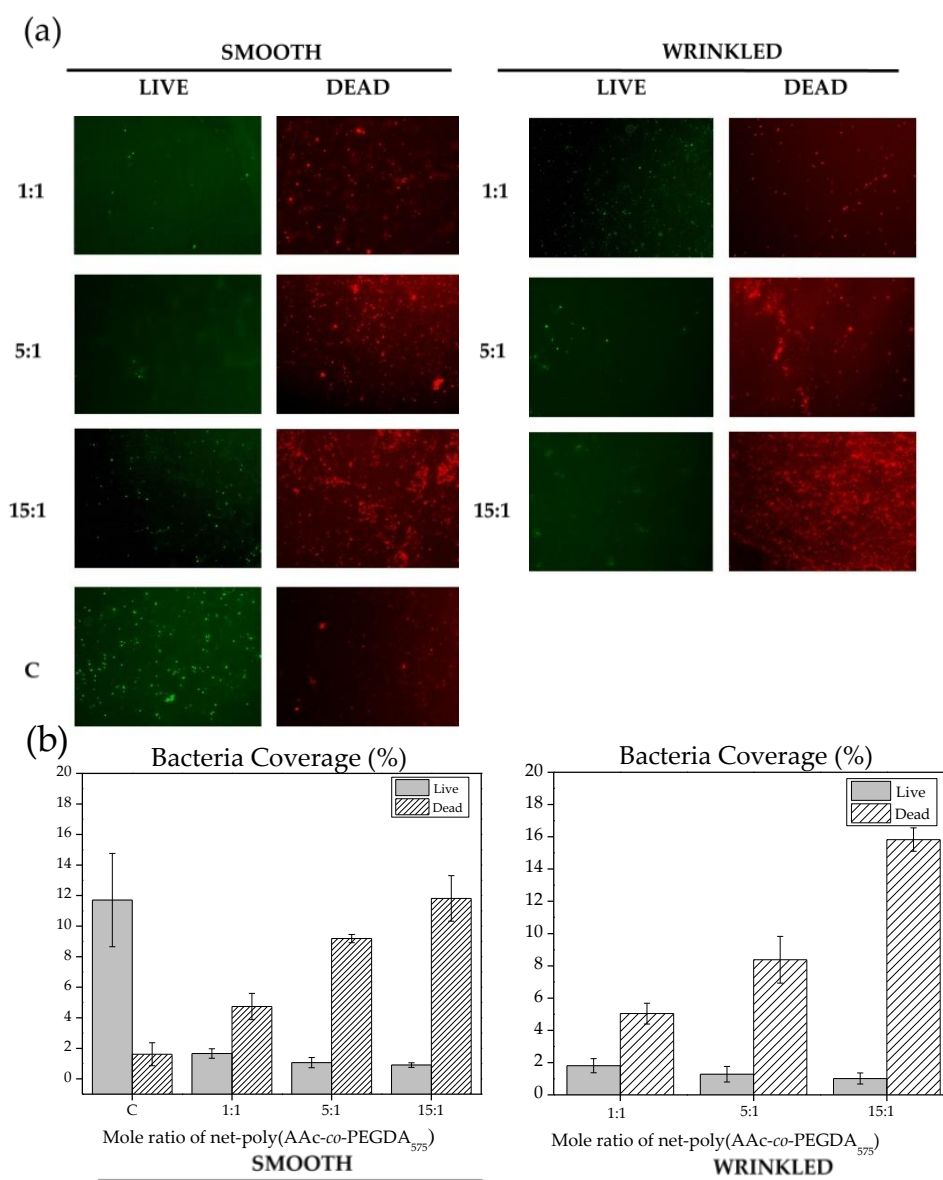 (a)
SMOOTH
WRINKLED
LIVE DEAD
LIVE DEAD
1:1
1:1
5:1
5:1
15:1
15:1
C
(b)
Bacteria Coverage (%)
20
18
16
14
12
10
8
6
4
2
0
Live
Dead
C 1:1 5:1 15:1
Mole ratio of net-poly(AAc-co-PEGDA575)
SMOOTH
Bacteria Coverage (%)
20
18
16
14
12
10
8
6
4
2
0
Live
Dead
1:1 5:1 15:1
Mole ratio of net-poly(AAc-co-PEGDA575)
WRINKLED